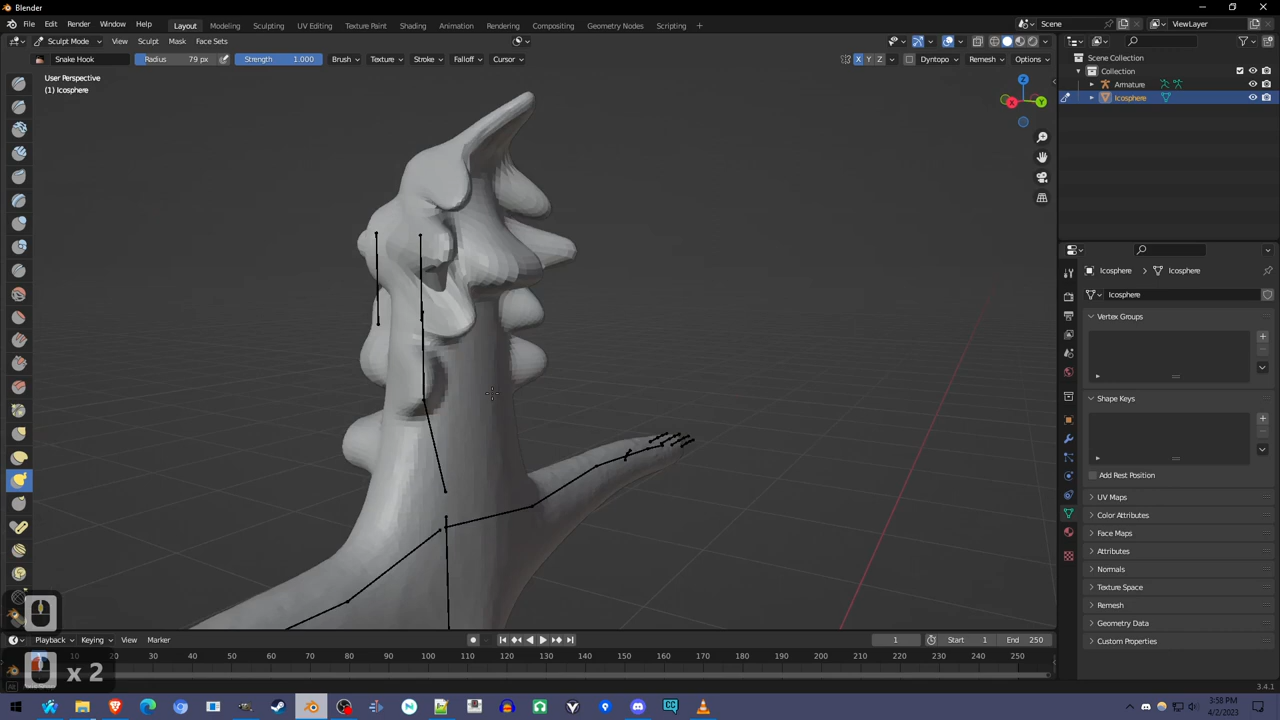 Blender
File Edit Render Window Help Layout Modeling Sculpting UV Editing Texture Paint Shading Animation Rendering Compositing Geometry Nodes Scripting + Scene ViewLayer
Sculpt Mode View Sculpt Mask Face Sets
Snake Hook Radius 79 px Strength 1.000 Brush Texture Stroke Falloff Cursor X Y Z Dyntopo Remesh Options
User Perspective
(1) Icosphere
X Y Z
Scene Collection
Collection
Armature
Icosphere
Icosphere > Icosphere
Icosphere
Vertex Groups
Shape Keys
Add Rest Position
UV Maps
Color Attributes
Face Maps
Attributes
Normals
Texture Space
Remesh
Geometry Data
Custom Properties
Playback Keying View Marker 1 Start 1 End 250
10 20 30 40 50 60 70 80 90 100 110 120 130 140 150 160 170 180 190 200 210 220 230 240 250
x 2
3.4.1
3:58 PM
4/2/2023